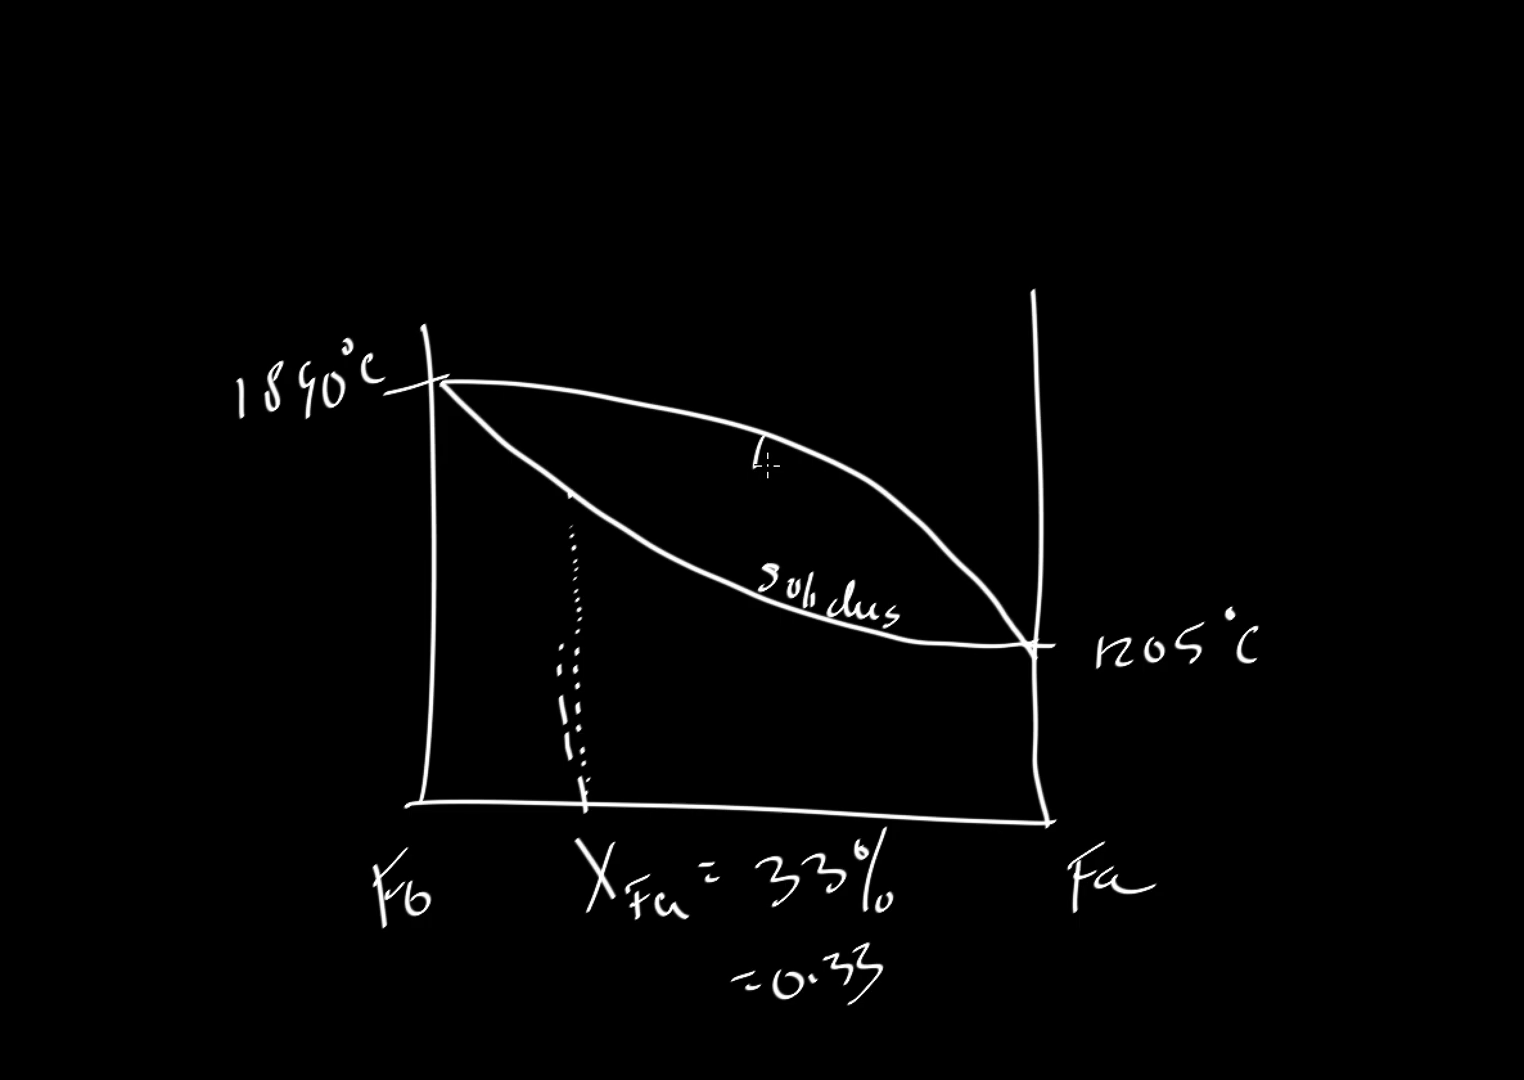 1890°C
solidus
1205°C
Fo
X_Fa = 33%
Fa
= 0.33